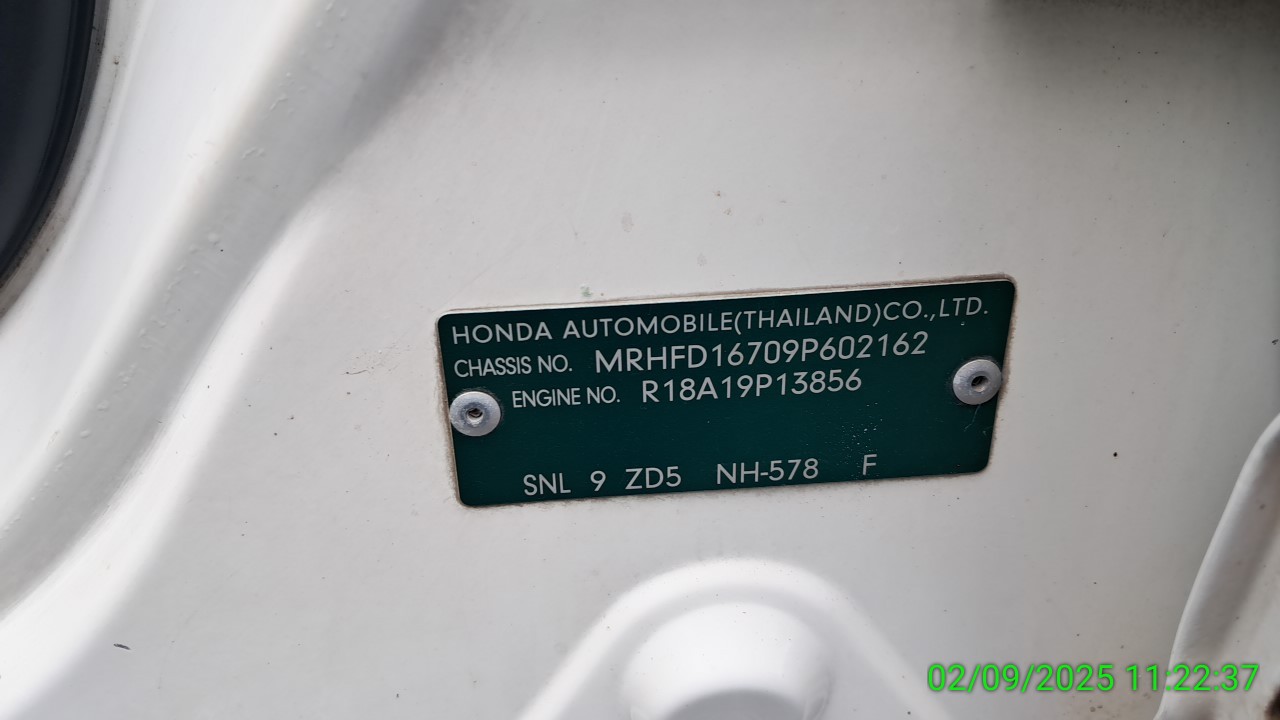 HONDA AUTOMOBILE(THAILAND)CO.,LTD.
CHASSIS NO. MRHFD16709P602162
ENGINE NO. R18A19P13856
SNL 9 ZD5 NH-578 F
02/09/2025 11:22:37